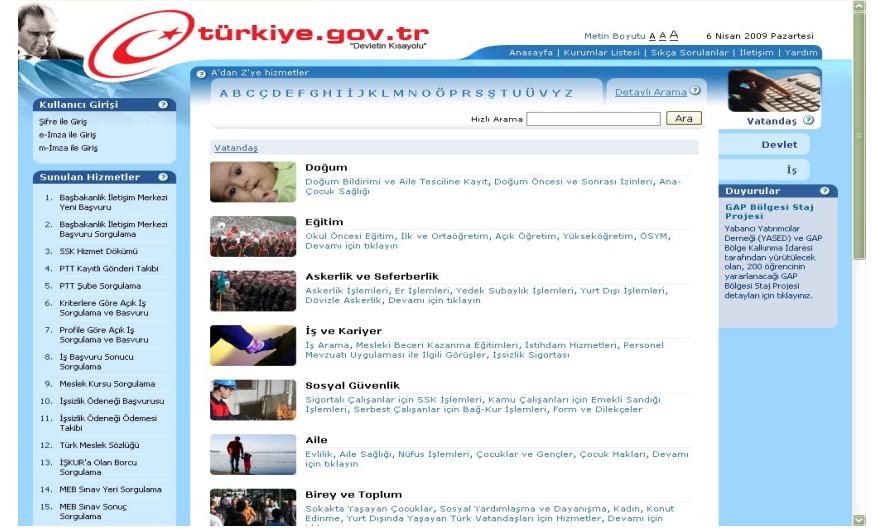 türkiye.gov.tr
"Devletin Kısayolu"
Metin Boyutu A A A
6 Nisan 2009 Pazartesi
Anasayfa | Kurumlar Listesi | Sıkça Sorulanlar | İletişim | Yardım
A'dan Z'ye hizmetler
A B C Ç D E F G H I İ J K L M N O Ö P R S Ş T U Ü V Y Z
Detaylı Arama ?
Hızlı Arama
Ara
Kullanıcı Girişi ?
Şifre ile Giriş
e-İmza ile Giriş
m-İmza ile Giriş
Sunulan Hizmetler ?
1. Başbakanlık İletişim Merkezi
Yeni Başvuru
2. Başbakanlık İletişim Merkezi
Başvuru Sorgulama
3. SSK Hizmet Dökümü
4. PTT Kayıtlı Gönderi Takibi
5. PTT Şube Sorgulama
6. Kriterlere Göre Açık İş
Sorgulama ve Basvuru
7. Profile Göre Açık İş
Sorgulama ve Basvuru
8. İş Başvuru Sonucu
Sorgulama
9. Meslek Kursu Sorgulama
10. İşsizlik Ödeneği Başvurusu
11. İşsizlik Ödeneği Ödemesi
Takibi
12. Türk Meslek Sözlüğü
13. İŞKUR'a Olan Borcu
Sorgulama
14. MEB Sınav Yeri Sorgulama
15. MEB Sınav Sonuç
Sorgulama
Vatandaş
Doğum
Doğum Bildirimi ve Aile Tesciline Kayıt, Doğum Öncesi ve Sonrası İzinleri, Ana-
Çocuk Sağlığı
Eğitim
Okul Öncesi Eğitim, İlk ve Ortaöğretim, Açık Öğretim, Yükseköğretim, ÖSYM,
Devamı için tıklayın
Askerlik ve Seferberlik
Askerlik İşlemleri, Er İşlemleri, Yedek Subaylık İşlemleri, Yurt Dışı İşlemleri,
Dövizle Askerlik, Devamı için tıklayın
İş ve Kariyer
İş Arama, Mesleki Beceri Kazanma Eğitimleri, İstihdam Hizmetleri, Personel
Mevzuatı Uygulaması ile İlgili Görüşler, İşsizlik Sigortası
Sosyal Güvenlik
Sigortalı Çalışanlar için SSK İşlemleri, Kamu Çalışanları için Emekli Sandığı
İşlemleri, Serbest Çalışanlar için Bağ-Kur İşlemleri, Form ve Dilekçeler
Aile
Evlilik, Aile Sağlığı, Nüfus İşlemleri, Çocuklar ve Gençler, Çocuk Hakları, Devamı
için tıklayın
Birey ve Toplum
Sokakta Yaşayan Çocuklar, Sosyal Yardımlaşma ve Dayanışma, Kadın, Konut
Edinme, Yurt Dışında Yaşayan Türk Vatandaşları için Hizmetler, Devamı için
Vatandaş ?
Devlet
İş
Duyurular ?
GAP Bölgesi Staj
Projesi
Yabancı Yatırımcılar
Derneği (YASED) ve GAP
Bölge Kalkınma İdaresi
tarafından yürütülecek
olan, 200 öğrencinin
yararlanacağı GAP
Bölgesi Staj Projesi
detayları için tıklayınız.